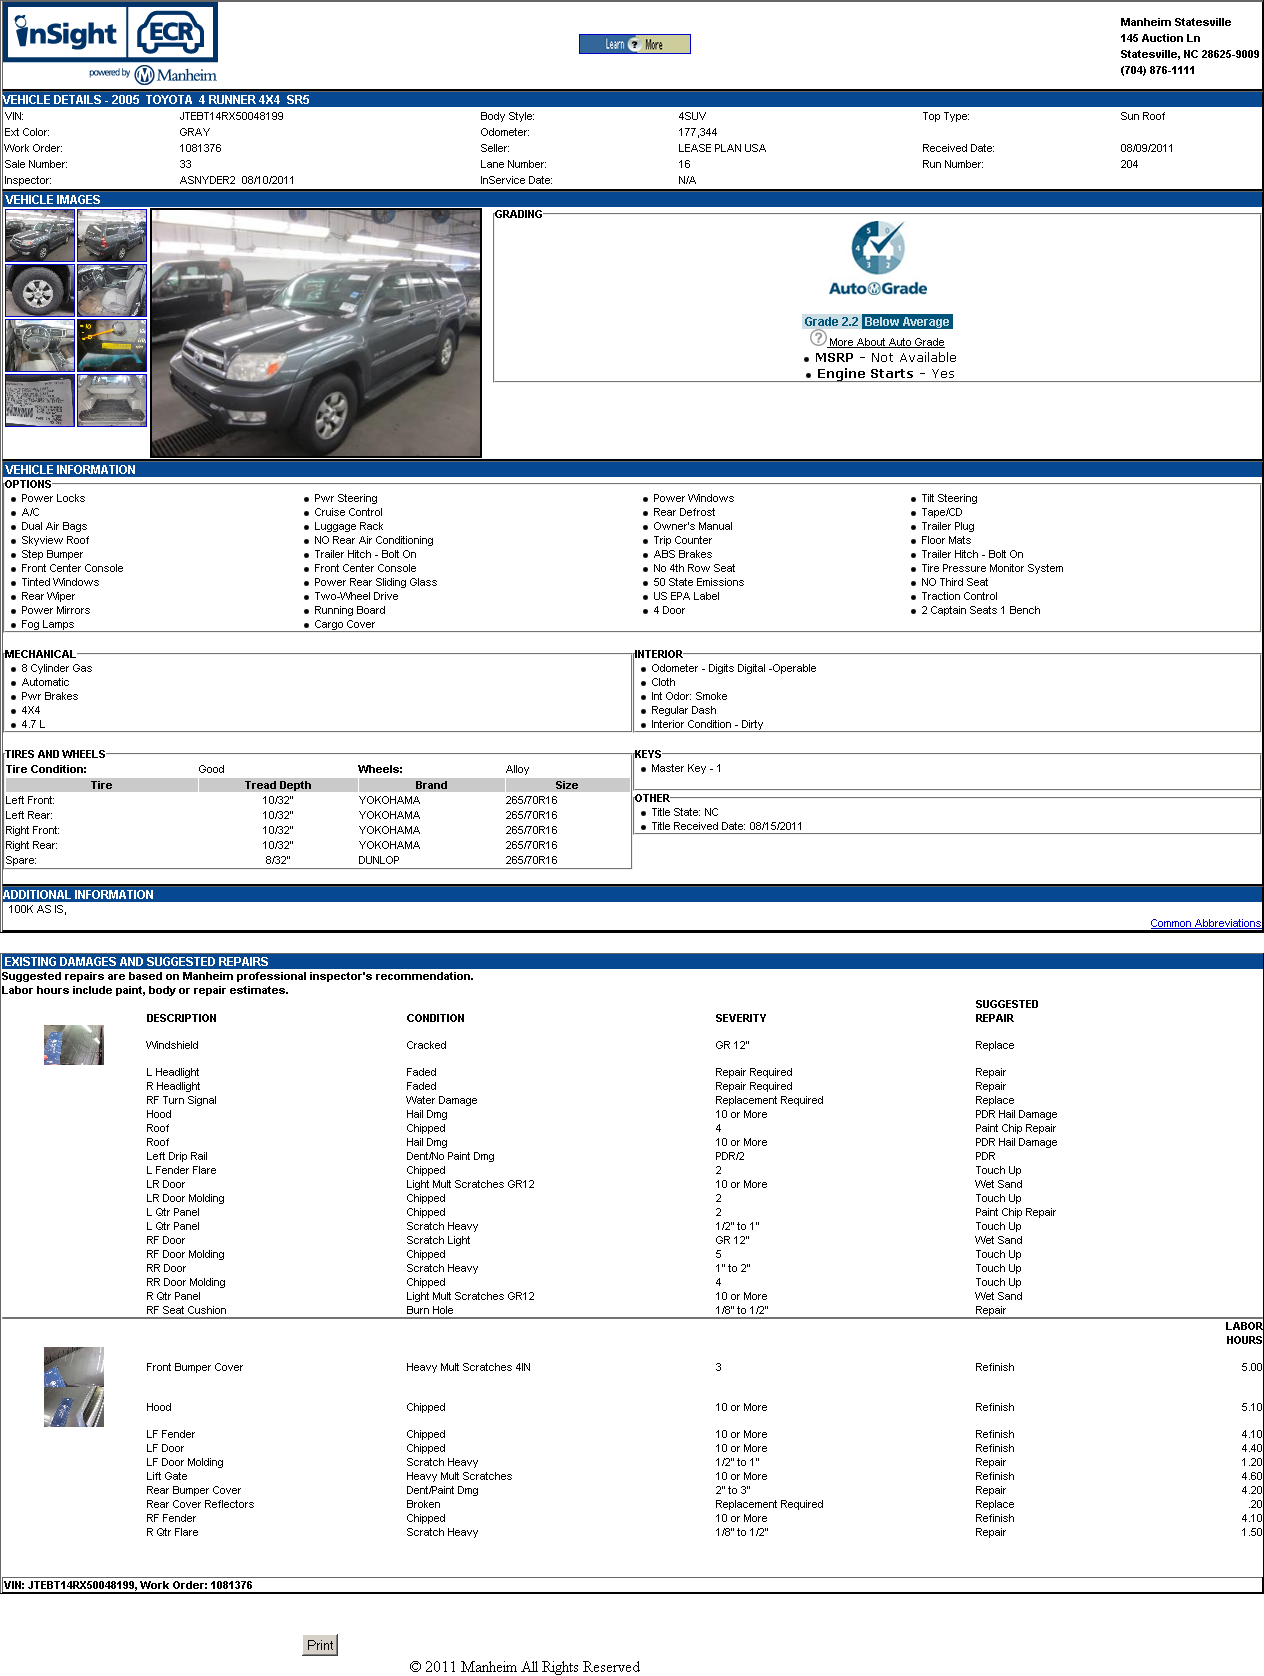 inSight ECR
powered by Manheim
Learn ? More
Manheim Statesville
145 Auction Ln
Statesville, NC 28625-9009
(704) 876-1111
VEHICLE DETAILS - 2005 TOYOTA 4 RUNNER 4X4 SR5
VIN: JTEBT14RX50048199 Body Style: 4SUV Top Type: Sun Roof
Ext Color: GRAY Odometer: 177,344
Work Order: 1081376 Seller: LEASE PLAN USA Received Date: 08/09/2011
Sale Number: 33 Lane Number: 16 Run Number: 204
Inspector: ASNYDER2 08/10/2011 InService Date: N/A
VEHICLE IMAGES
GRADING
5 4 3 2 1 0
AutoGrade
Grade 2.2 Below Average
? More About Auto Grade
MSRP - Not Available
Engine Starts - Yes
VEHICLE INFORMATION
OPTIONS
Power Locks Pwr Steering Power Windows Tilt Steering
A/C Cruise Control Rear Defrost Tape/CD
Dual Air Bags Luggage Rack Owner's Manual Trailer Plug
Skyview Roof NO Rear Air Conditioning Trip Counter Floor Mats
Step Bumper Trailer Hitch - Bolt On ABS Brakes Trailer Hitch - Bolt On
Front Center Console Front Center Console No 4th Row Seat Tire Pressure Monitor System
Tinted Windows Power Rear Sliding Glass 50 State Emissions NO Third Seat
Rear Wiper Two-Wheel Drive US EPA Label Traction Control
Power Mirrors Running Board 4 Door 2 Captain Seats 1 Bench
Fog Lamps Cargo Cover
MECHANICAL
8 Cylinder Gas
Automatic
Pwr Brakes
4X4
4.7 L
INTERIOR
Odometer - Digits Digital -Operable
Cloth
Int Odor: Smoke
Regular Dash
Interior Condition - Dirty
TIRES AND WHEELS
Tire Condition: Good Wheels: Alloy
Tire Tread Depth Brand Size
Left Front: 10/32" YOKOHAMA 265/70R16
Left Rear: 10/32" YOKOHAMA 265/70R16
Right Front: 10/32" YOKOHAMA 265/70R16
Right Rear: 10/32" YOKOHAMA 265/70R16
Spare: 8/32" DUNLOP 265/70R16
KEYS
Master Key - 1
OTHER
Title State: NC
Title Received Date: 08/15/2011
ADDITIONAL INFORMATION
100K AS IS,
Common Abbreviations
EXISTING DAMAGES AND SUGGESTED REPAIRS
Suggested repairs are based on Manheim professional inspector's recommendation.
Labor hours include paint, body or repair estimates.
DESCRIPTION CONDITION SEVERITY SUGGESTED REPAIR
Windshield Cracked GR 12" Replace
L Headlight Faded Repair Required Repair
R Headlight Faded Repair Required Repair
RF Turn Signal Water Damage Replacement Required Replace
Hood Hail Dmg 10 or More PDR Hail Damage
Roof Chipped 4 Paint Chip Repair
Roof Hail Dmg 10 or More PDR Hail Damage
Left Drip Rail Dent/No Paint Dmg PDR/2 PDR
L Fender Flare Chipped 2 Touch Up
LR Door Light Mult Scratches GR12 10 or More Wet Sand
LR Door Molding Chipped 2 Touch Up
L Qtr Panel Chipped 2 Paint Chip Repair
L Qtr Panel Scratch Heavy 1/2" to 1" Touch Up
RF Door Scratch Light GR 12" Wet Sand
RF Door Molding Chipped 5 Touch Up
RR Door Scratch Heavy 1" to 2" Touch Up
RR Door Molding Chipped 4 Touch Up
R Qtr Panel Light Mult Scratches GR12 10 or More Wet Sand
RF Seat Cushion Burn Hole 1/8" to 1/2" Repair
LABOR HOURS
Front Bumper Cover Heavy Mult Scratches 4IN 3 Refinish 5.00
Hood Chipped 10 or More Refinish 5.10
LF Fender Chipped 10 or More Refinish 4.10
LF Door Chipped 10 or More Refinish 4.40
LF Door Molding Scratch Heavy 1/2" to 1" Repair 1.20
Lift Gate Heavy Mult Scratches 10 or More Refinish 4.60
Rear Bumper Cover Dent/Paint Dmg 2" to 3" Repair 4.20
Rear Cover Reflectors Broken Replacement Required Replace .20
RF Fender Chipped 10 or More Refinish 4.10
R Qtr Flare Scratch Heavy 1/8" to 1/2" Repair 1.50
VIN: JTEBT14RX50048199, Work Order: 1081376
Print
© 2011 Manheim All Rights Reserved